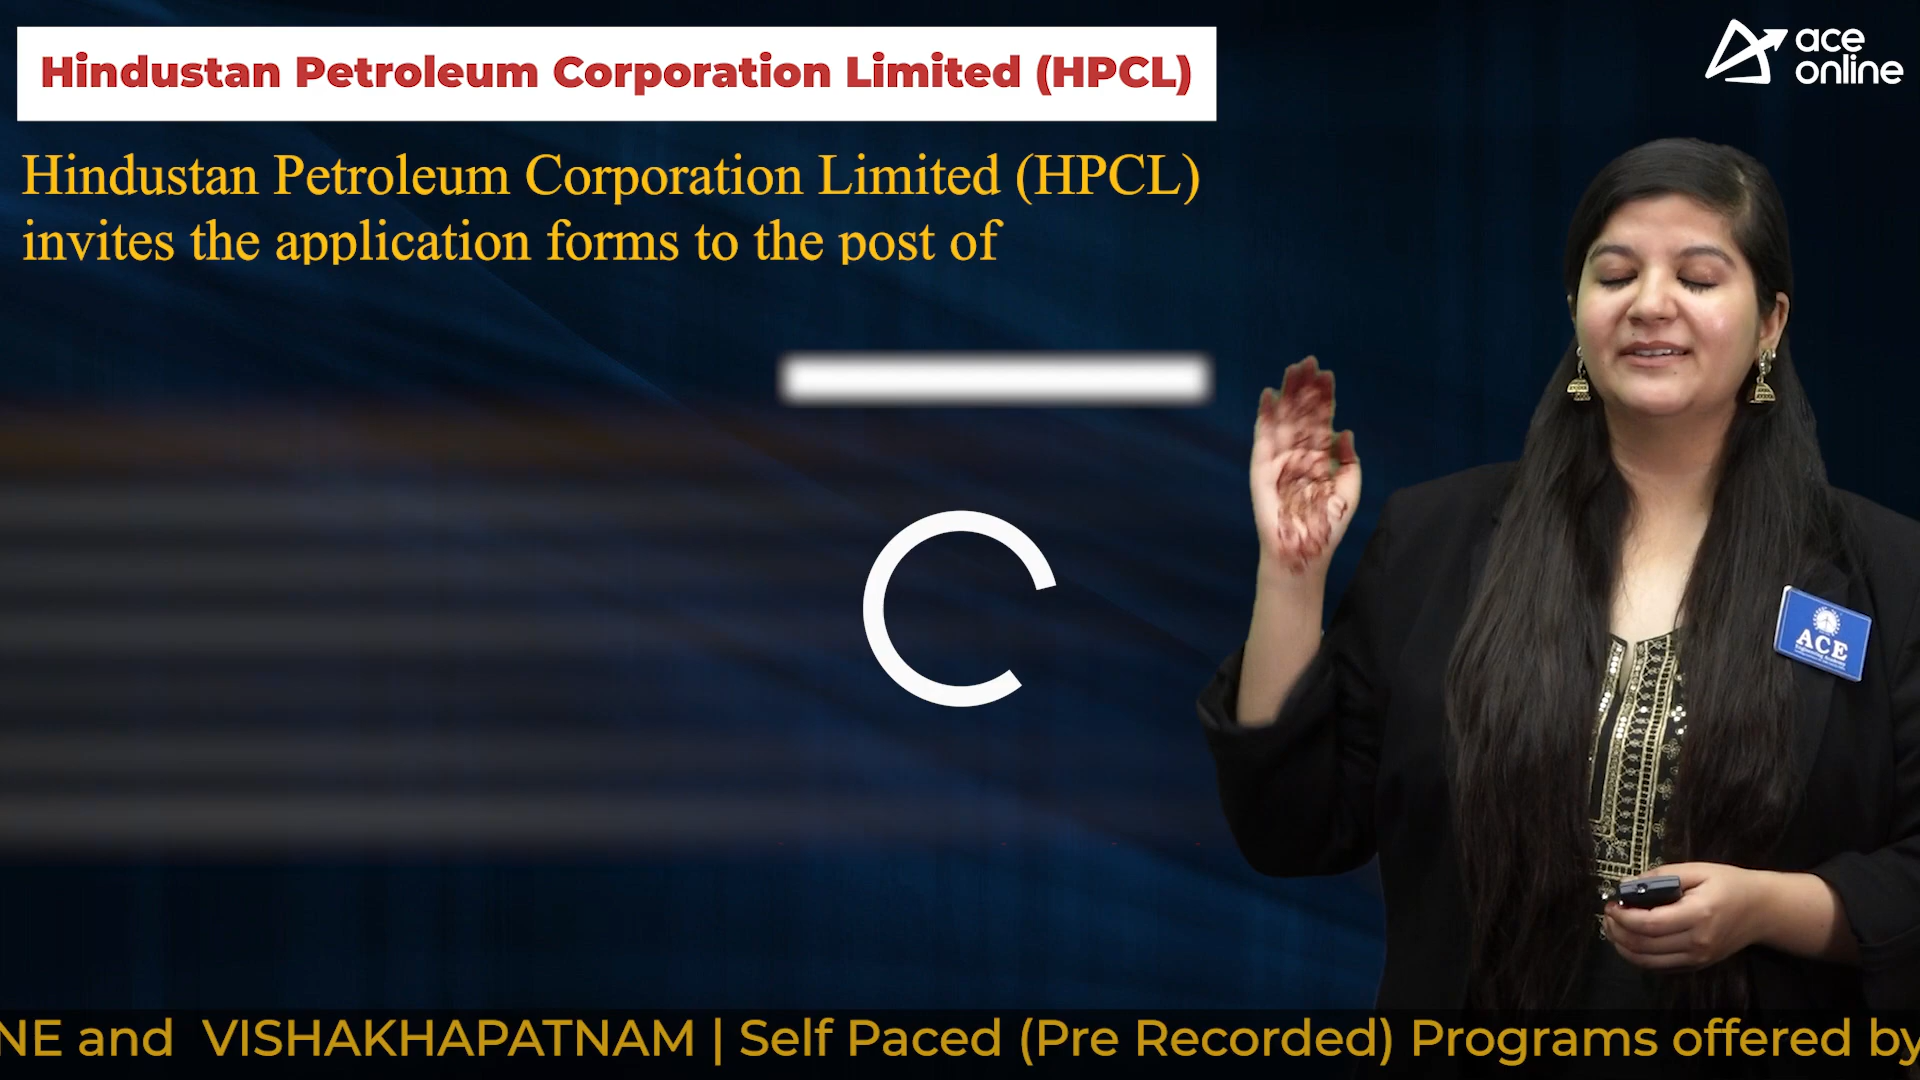 Hindustan Petroleum Corporation Limited (HPCL)
ace
online
Hindustan Petroleum Corporation Limited (HPCL)
invites the application forms to the post of
ACE
NE and VISHAKHAPATNAM | Self Paced (Pre Recorded) Programs offered by